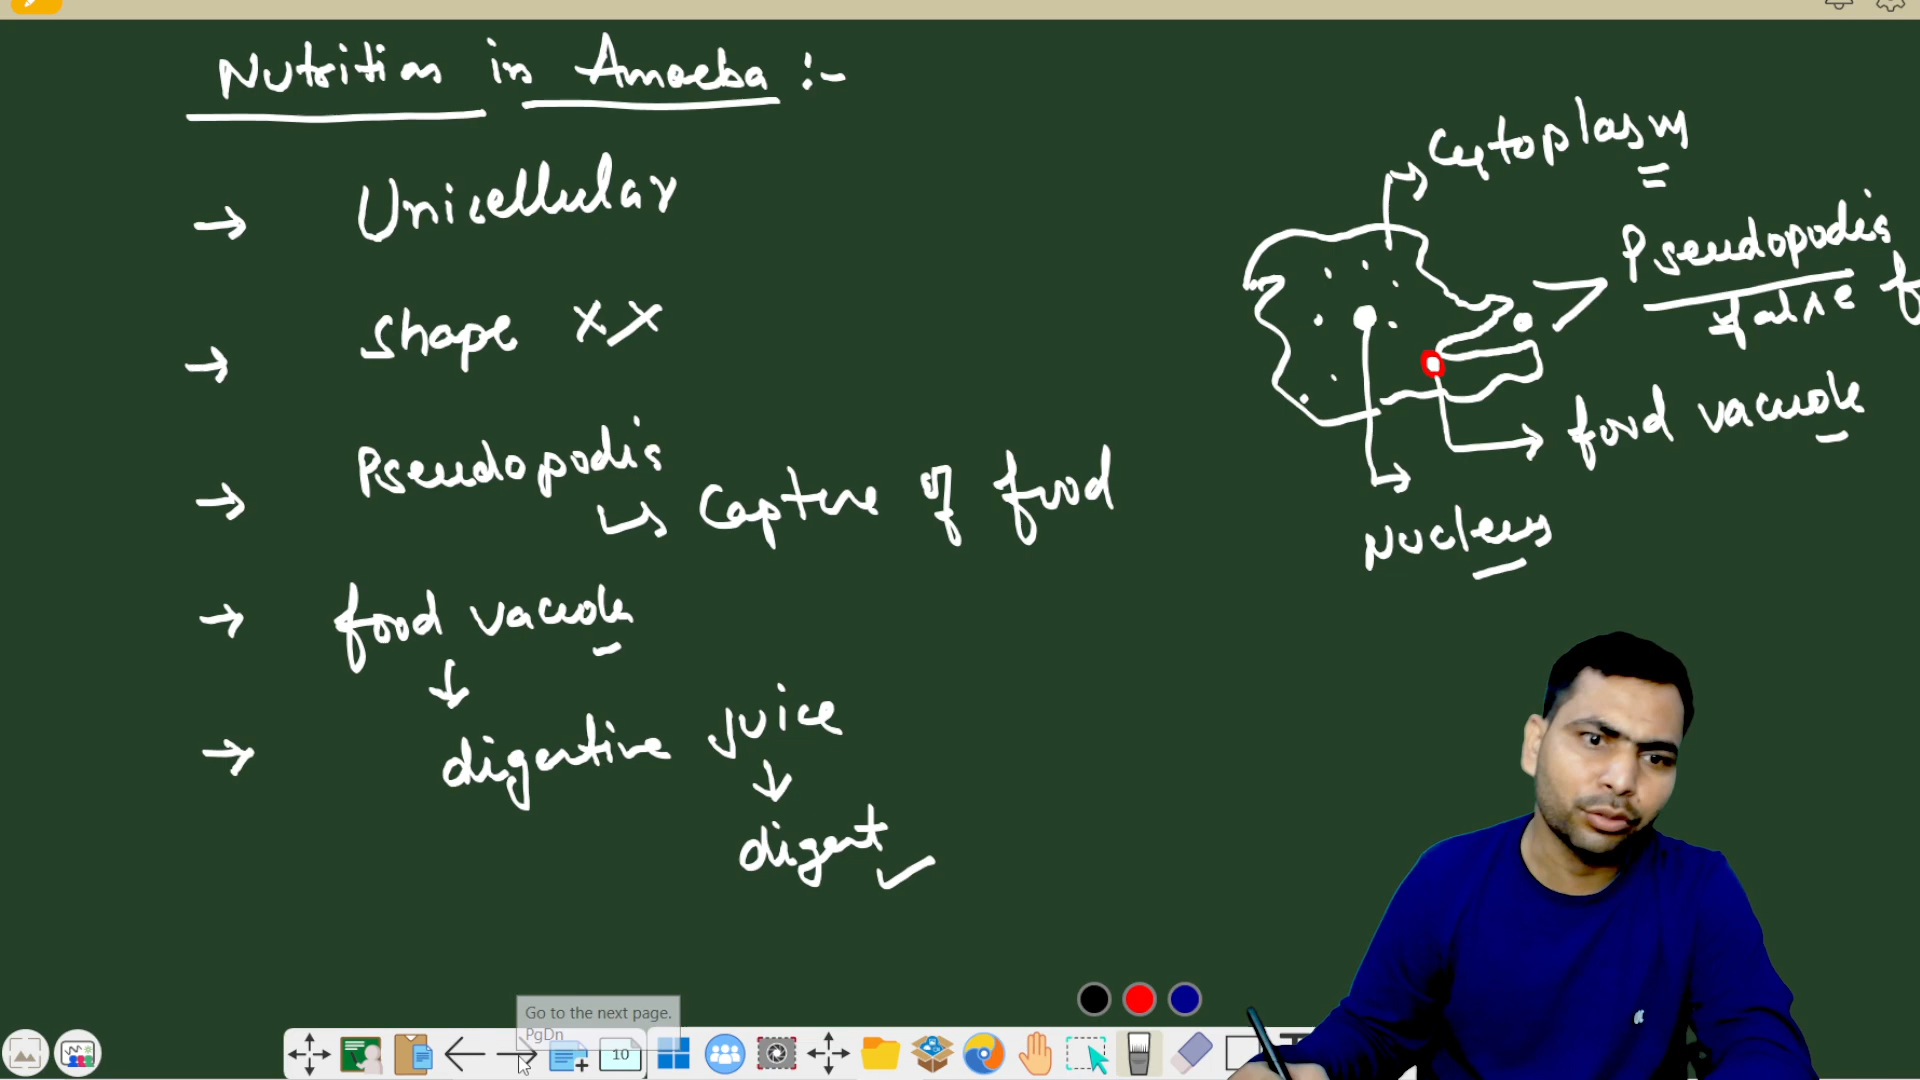 Nutrition in Amoeba :-
→ Unicellular
→ Shape XX
→ Pseudopodia
↳ Capture of food
→ food vacuole
↓
→ digestive juice
↓
digest ✓
Cytoplasm
Pseudopodia
false f
food vacuole
Nucleus
Go to the next page.
PgDn
10